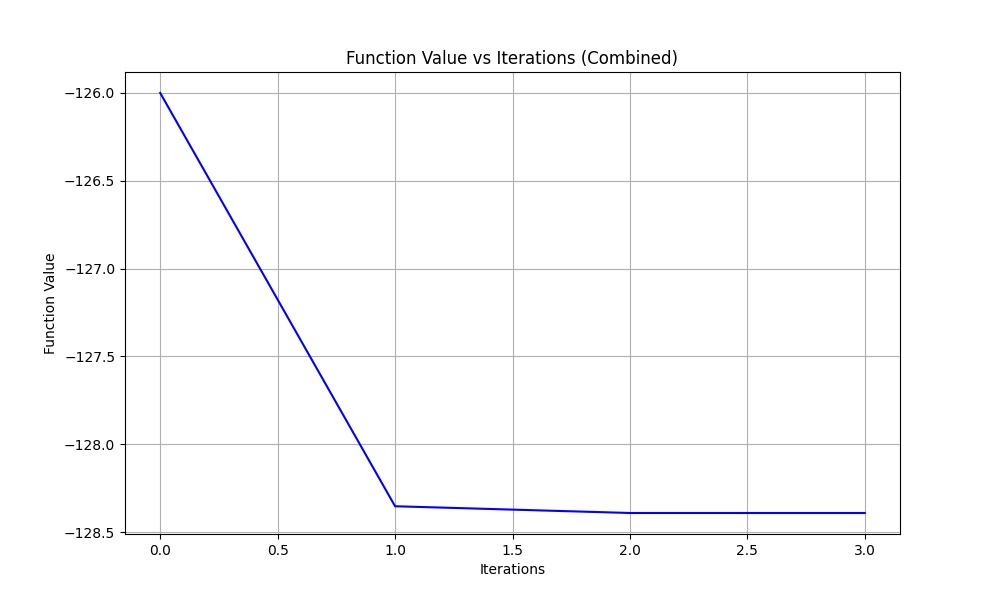 Function Value vs Iterations (Combined)
−126.0
−126.5
−127.0
−127.5
−128.0
−128.5
Function Value
0.0 0.5 1.0 1.5 2.0 2.5 3.0
Iterations